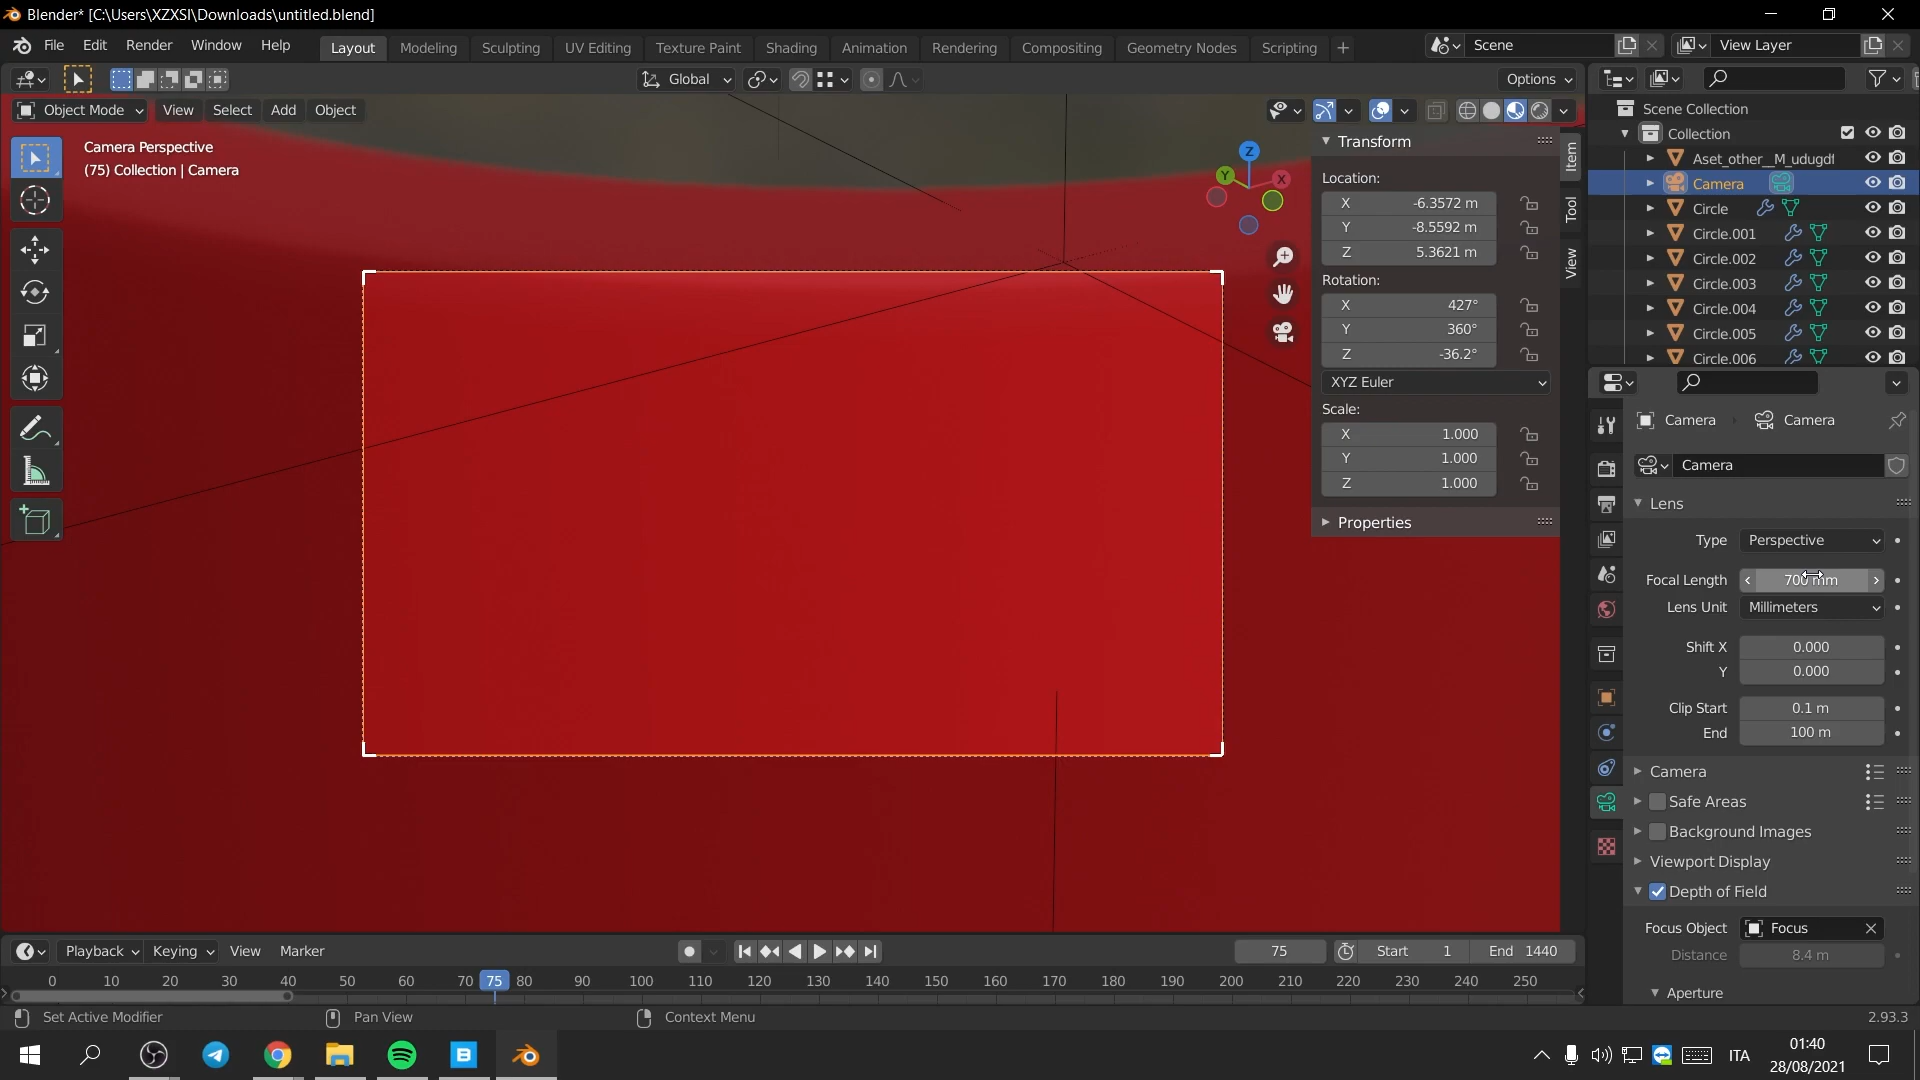 Blender* [C:\Users\XZXSI\Downloads\untitled.blend]
File Edit Render Window Help
Layout Modeling Sculpting UV Editing Texture Paint Shading Animation Rendering Compositing Geometry Nodes Scripting +
Scene
View Layer
Global
Options
Object Mode View Select Add Object
Camera Perspective
(75) Collection | Camera
Z
Y
X
Transform
Location:
X -6.3572 m
Y -8.5592 m
Z 5.3621 m
Rotation:
X 427°
Y 360°
Z -36.2°
XYZ Euler
Scale:
X 1.000
Y 1.000
Z 1.000
Properties
Item
Tool
View
Scene Collection
Collection
Aset_other__M_udugdl
Camera
Circle
Circle.001
Circle.002
Circle.003
Circle.004
Circle.005
Circle.006
Camera Camera
Camera
Lens
Type Perspective
Focal Length 700 mm
Lens Unit Millimeters
Shift X 0.000
Y 0.000
Clip Start 0.1 m
End 100 m
Camera
Safe Areas
Background Images
Viewport Display
Depth of Field
Focus Object Focus
Distance 8.4 m
Aperture
Playback Keying View Marker
75
Start 1
End 1440
0 10 20 30 40 50 60 70 75 80 90 100 110 120 130 140 150 160 170 180 190 200 210 220 230 240 250
Set Active Modifier
Pan View
Context Menu
2.93.3
ITA
01:40
28/08/2021